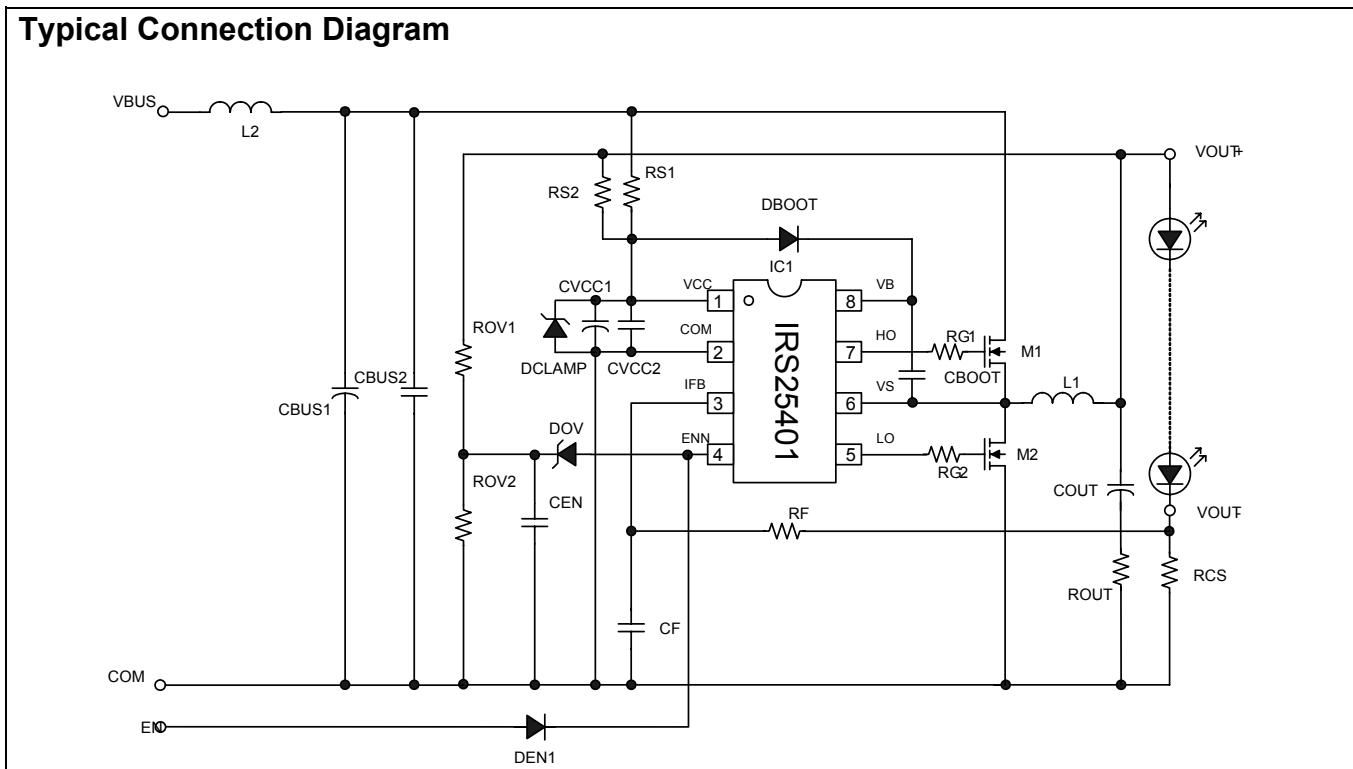 Typical Connection Diagram
VBUS
L2
VOUT+
RS1
RS2
DBOOT
IC1
CVCC1
VCC
1
8
VB
ROV1
COM
2
7
HO
RG1
M1
DCLAMP
CVCC2
CBOOT
L1
CBUS2
IFB
3
6
VS
CBUS1
IRS25401
DOV
ENN
4
5
LO
M2
ROV2
RG2
CEN
COUT
RF
VOUT-
ROUT
RCS
CF
COM
EN
DEN1